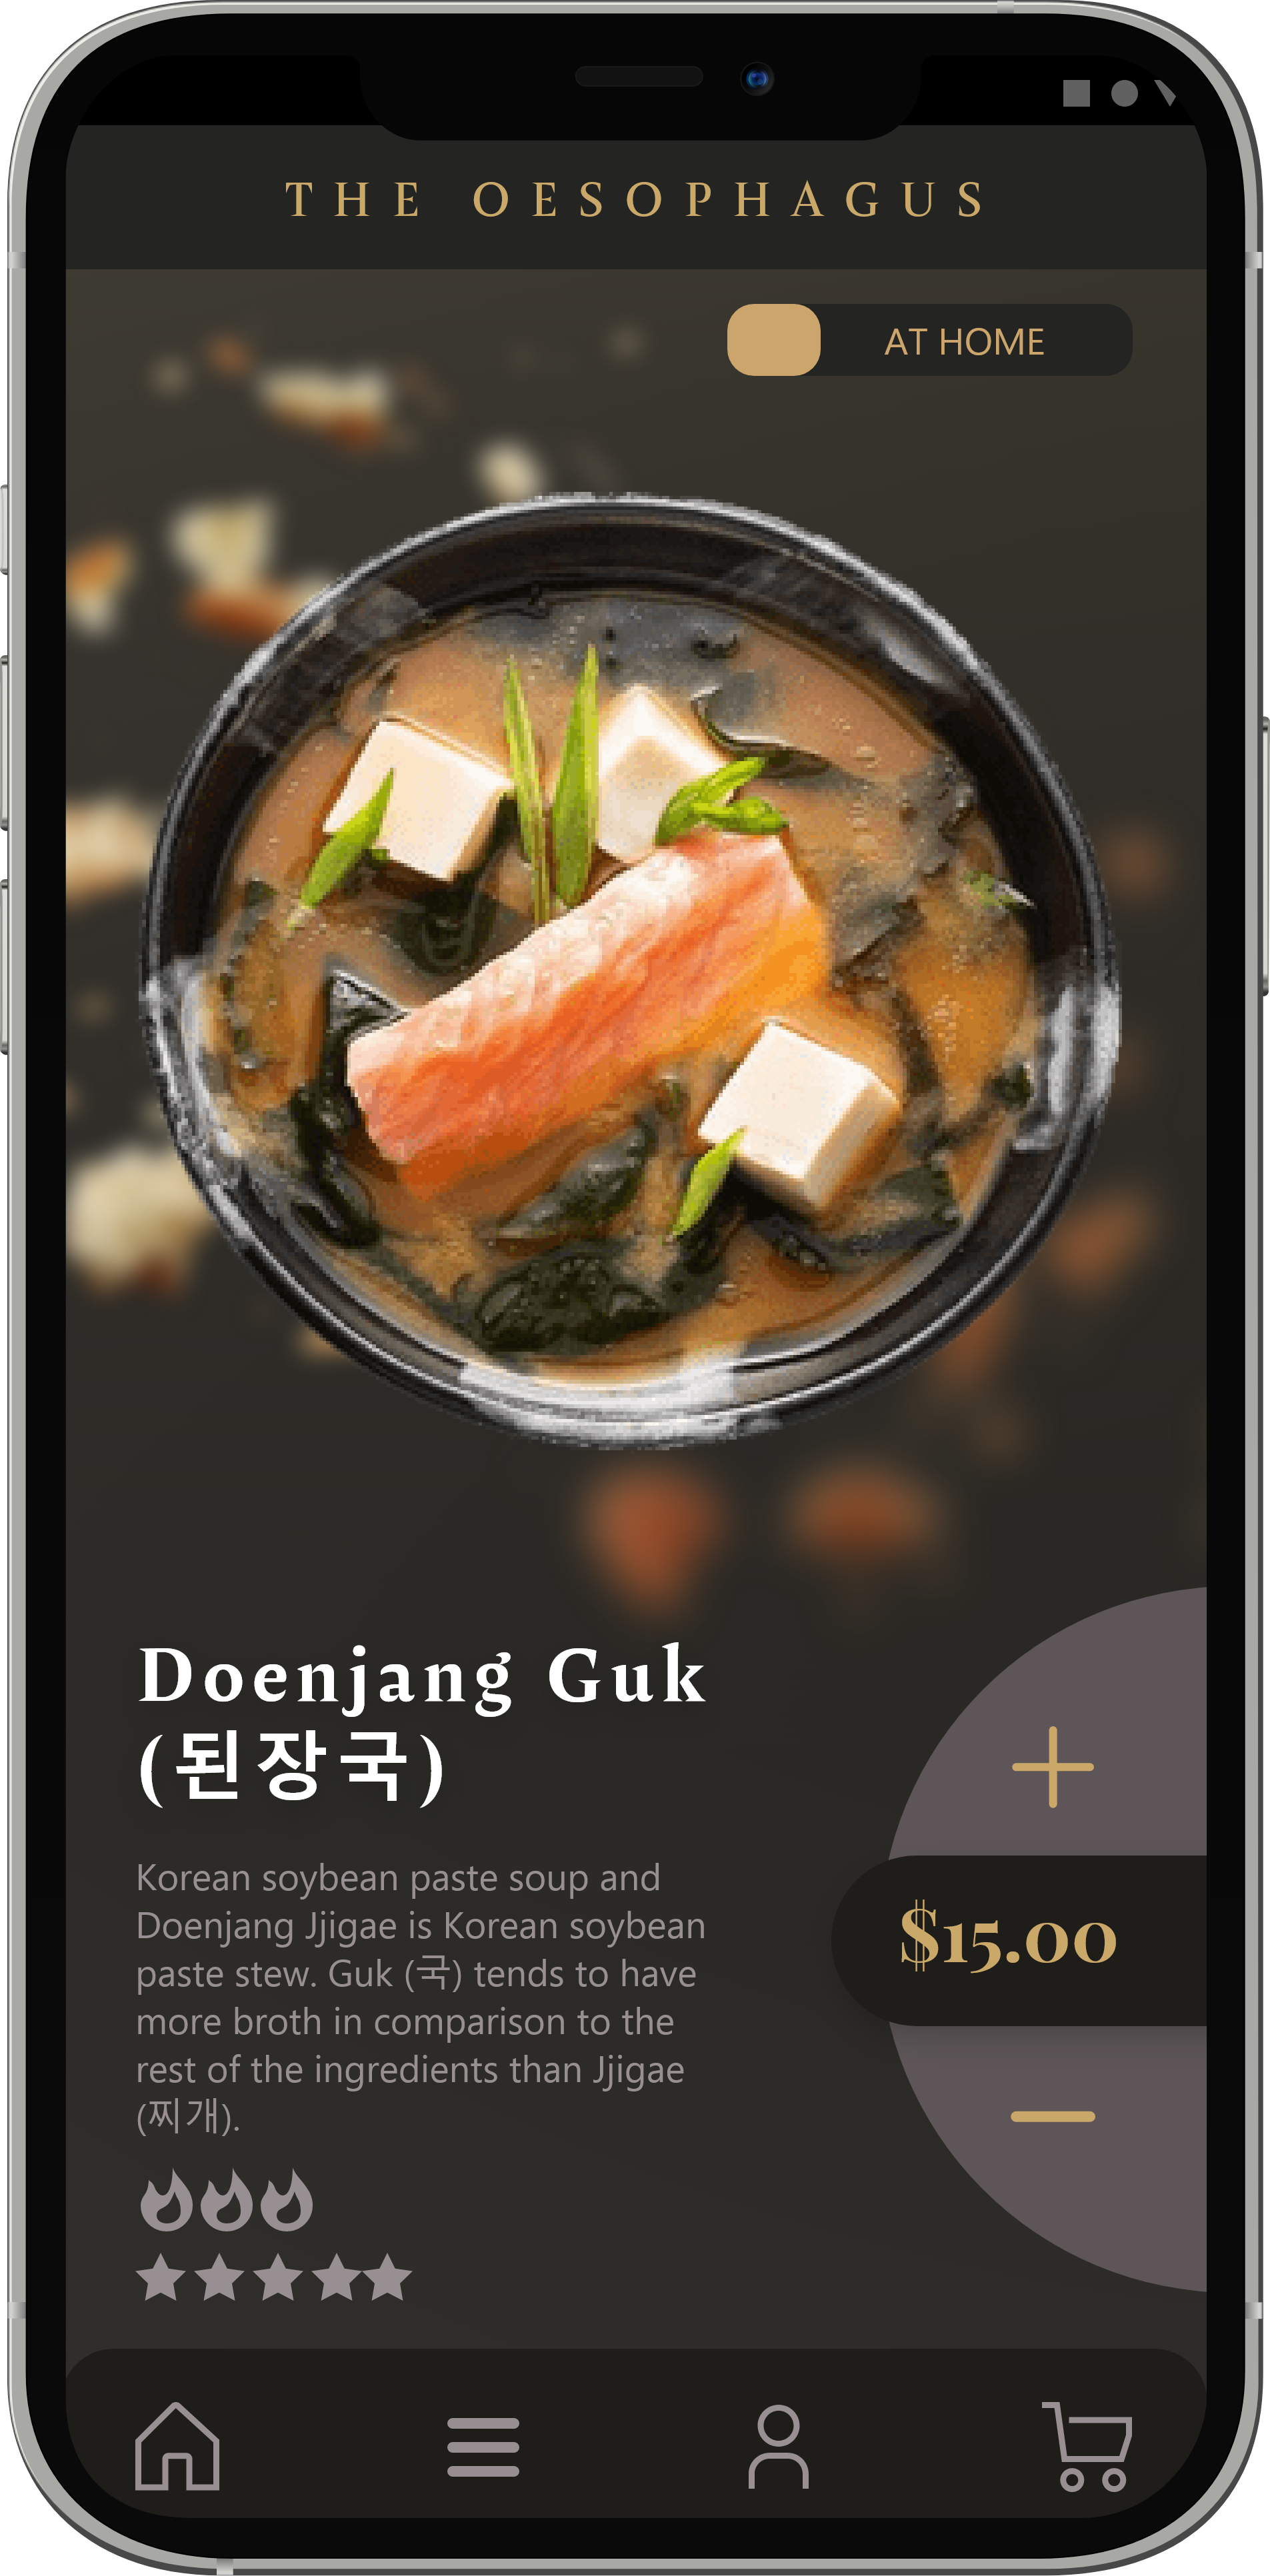 THE OESOPHAGUS
AT HOME
Doenjang Guk
(된장국)
Korean soybean paste soup and
Doenjang Jjigae is Korean soybean
paste stew. Guk (국) tends to have
more broth in comparison to the
rest of the ingredients than Jjigae
(찌개).
$15.00